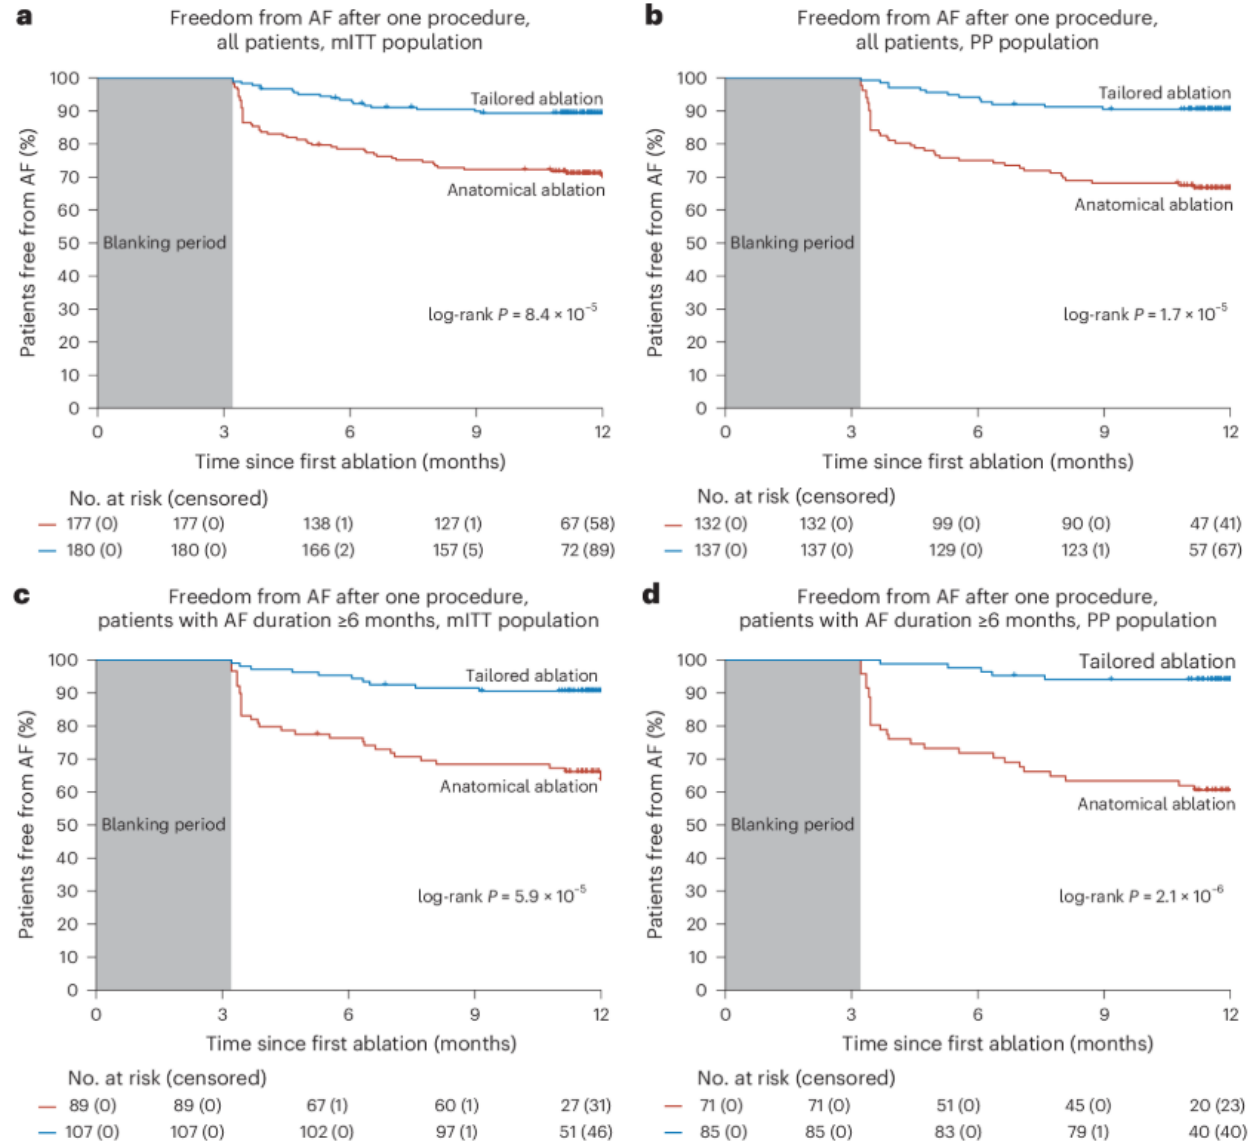 a
Freedom from AF after one procedure,
all patients, mITT population
Patients free from AF (%)
100
90
80
70
60
50
40
30
20
10
0
Tailored ablation
Anatomical ablation
Blanking period
log-rank P = 8.4 × 10⁻⁵
0 3 6 9 12
Time since first ablation (months)
No. at risk (censored)
177 (0) 177 (0) 138 (1) 127 (1) 67 (58)
180 (0) 180 (0) 166 (2) 157 (5) 72 (89)
b
Freedom from AF after one procedure,
all patients, PP population
Patients free from AF (%)
100
90
80
70
60
50
40
30
20
10
0
Tailored ablation
Anatomical ablation
Blanking period
log-rank P = 1.7 × 10⁻⁵
0 3 6 9 12
Time since first ablation (months)
No. at risk (censored)
132 (0) 132 (0) 99 (0) 90 (0) 47 (41)
137 (0) 137 (0) 129 (0) 123 (1) 57 (67)
c
Freedom from AF after one procedure,
patients with AF duration ≥6 months, mITT population
Patients free from AF (%)
100
90
80
70
60
50
40
30
20
10
0
Tailored ablation
Anatomical ablation
Blanking period
log-rank P = 5.9 × 10⁻⁵
0 3 6 9 12
Time since first ablation (months)
No. at risk (censored)
89 (0) 89 (0) 67 (1) 60 (1) 27 (31)
107 (0) 107 (0) 102 (0) 97 (1) 51 (46)
d
Freedom from AF after one procedure,
patients with AF duration ≥6 months, PP population
Patients free from AF (%)
100
90
80
70
60
50
40
30
20
10
0
Tailored ablation
Anatomical ablation
Blanking period
log-rank P = 2.1 × 10⁻⁶
0 3 6 9 12
Time since first ablation (months)
No. at risk (censored)
71 (0) 71 (0) 51 (0) 45 (0) 20 (23)
85 (0) 85 (0) 83 (0) 79 (1) 40 (40)